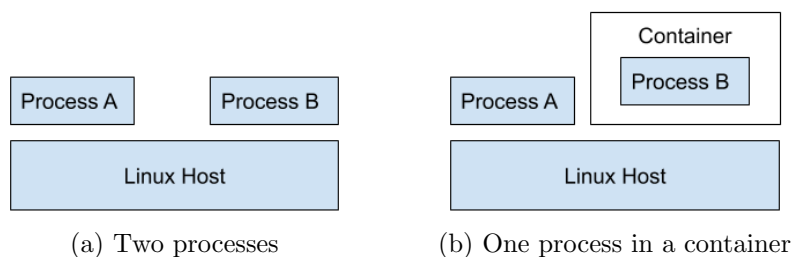 Process A
Process B
Linux Host
(a) Two processes
Container
Process B
Process A
Linux Host
(b) One process in a container